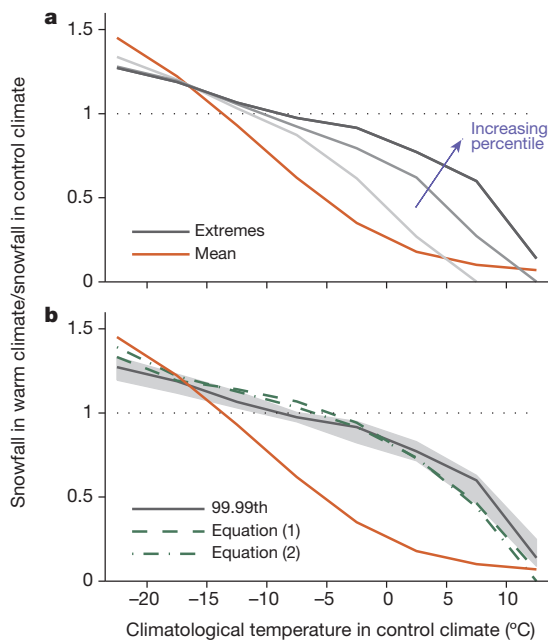 a
1.5
1
0.5
0
Increasing
percentile
Extremes
Mean
b
1.5
1
0.5
0
99.99th
Equation (1)
Equation (2)
−20
−15
−10
−5
0
5
10
Climatological temperature in control climate (ºC)
Snowfall in warm climate/snowfall in control climate